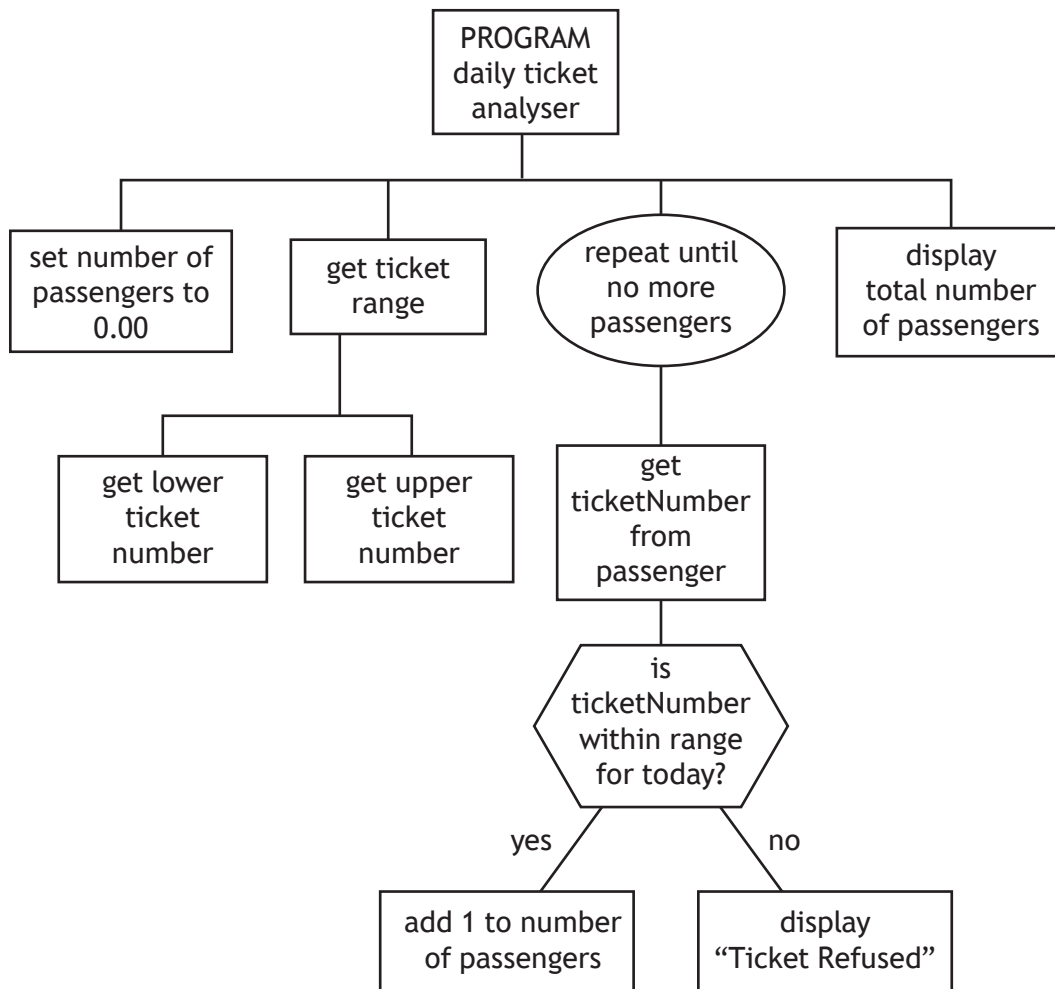 PROGRAM
daily ticket
analyser
set number of
passengers to
0.00
get ticket
range
repeat until
no more
passengers
display
total number
of passengers
get lower
ticket
number
get upper
ticket
number
get
ticketNumber
from
passenger
is
ticketNumber
within range
for today?
yes
no
add 1 to number
of passengers
display
“Ticket Refused”